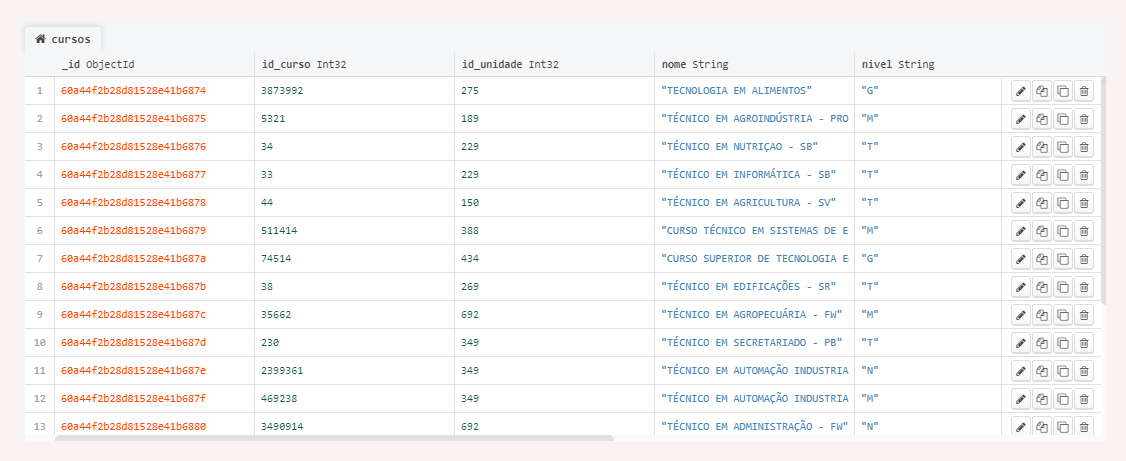 cursos
_id ObjectId id_curso Int32 id_unidade Int32 nome String nivel String
1 60a44f2b28d81528e41b6874 3873992 275 "TECNOLOGIA EM ALIMENTOS" "G"
2 60a44f2b28d81528e41b6875 5321 189 "TÉCNICO EM AGROINDÚSTRIA - PRO "M"
3 60a44f2b28d81528e41b6876 34 229 "TÉCNICO EM NUTRIÇAO - SB" "T"
4 60a44f2b28d81528e41b6877 33 229 "TÉCNICO EM INFORMÁTICA - SB" "T"
5 60a44f2b28d81528e41b6878 44 150 "TÉCNICO EM AGRICULTURA - SV" "T"
6 60a44f2b28d81528e41b6879 511414 388 "CURSO TÉCNICO EM SISTEMAS DE E "M"
7 60a44f2b28d81528e41b687a 74514 434 "CURSO SUPERIOR DE TECNOLOGIA E "G"
8 60a44f2b28d81528e41b687b 38 269 "TÉCNICO EM EDIFICAÇÕES - SR" "T"
9 60a44f2b28d81528e41b687c 35662 692 "TÉCNICO EM AGROPECUÁRIA - FW" "M"
10 60a44f2b28d81528e41b687d 230 349 "TÉCNICO EM SECRETARIADO - PB" "T"
11 60a44f2b28d81528e41b687e 2399361 349 "TÉCNICO EM AUTOMAÇÃO INDUSTRIA "N"
12 60a44f2b28d81528e41b687f 469238 349 "TÉCNICO EM AUTOMAÇÃO INDUSTRIA "M"
13 60a44f2b28d81528e41b6880 3490914 692 "TÉCNICO EM ADMINISTRAÇÃO - FW" "N"